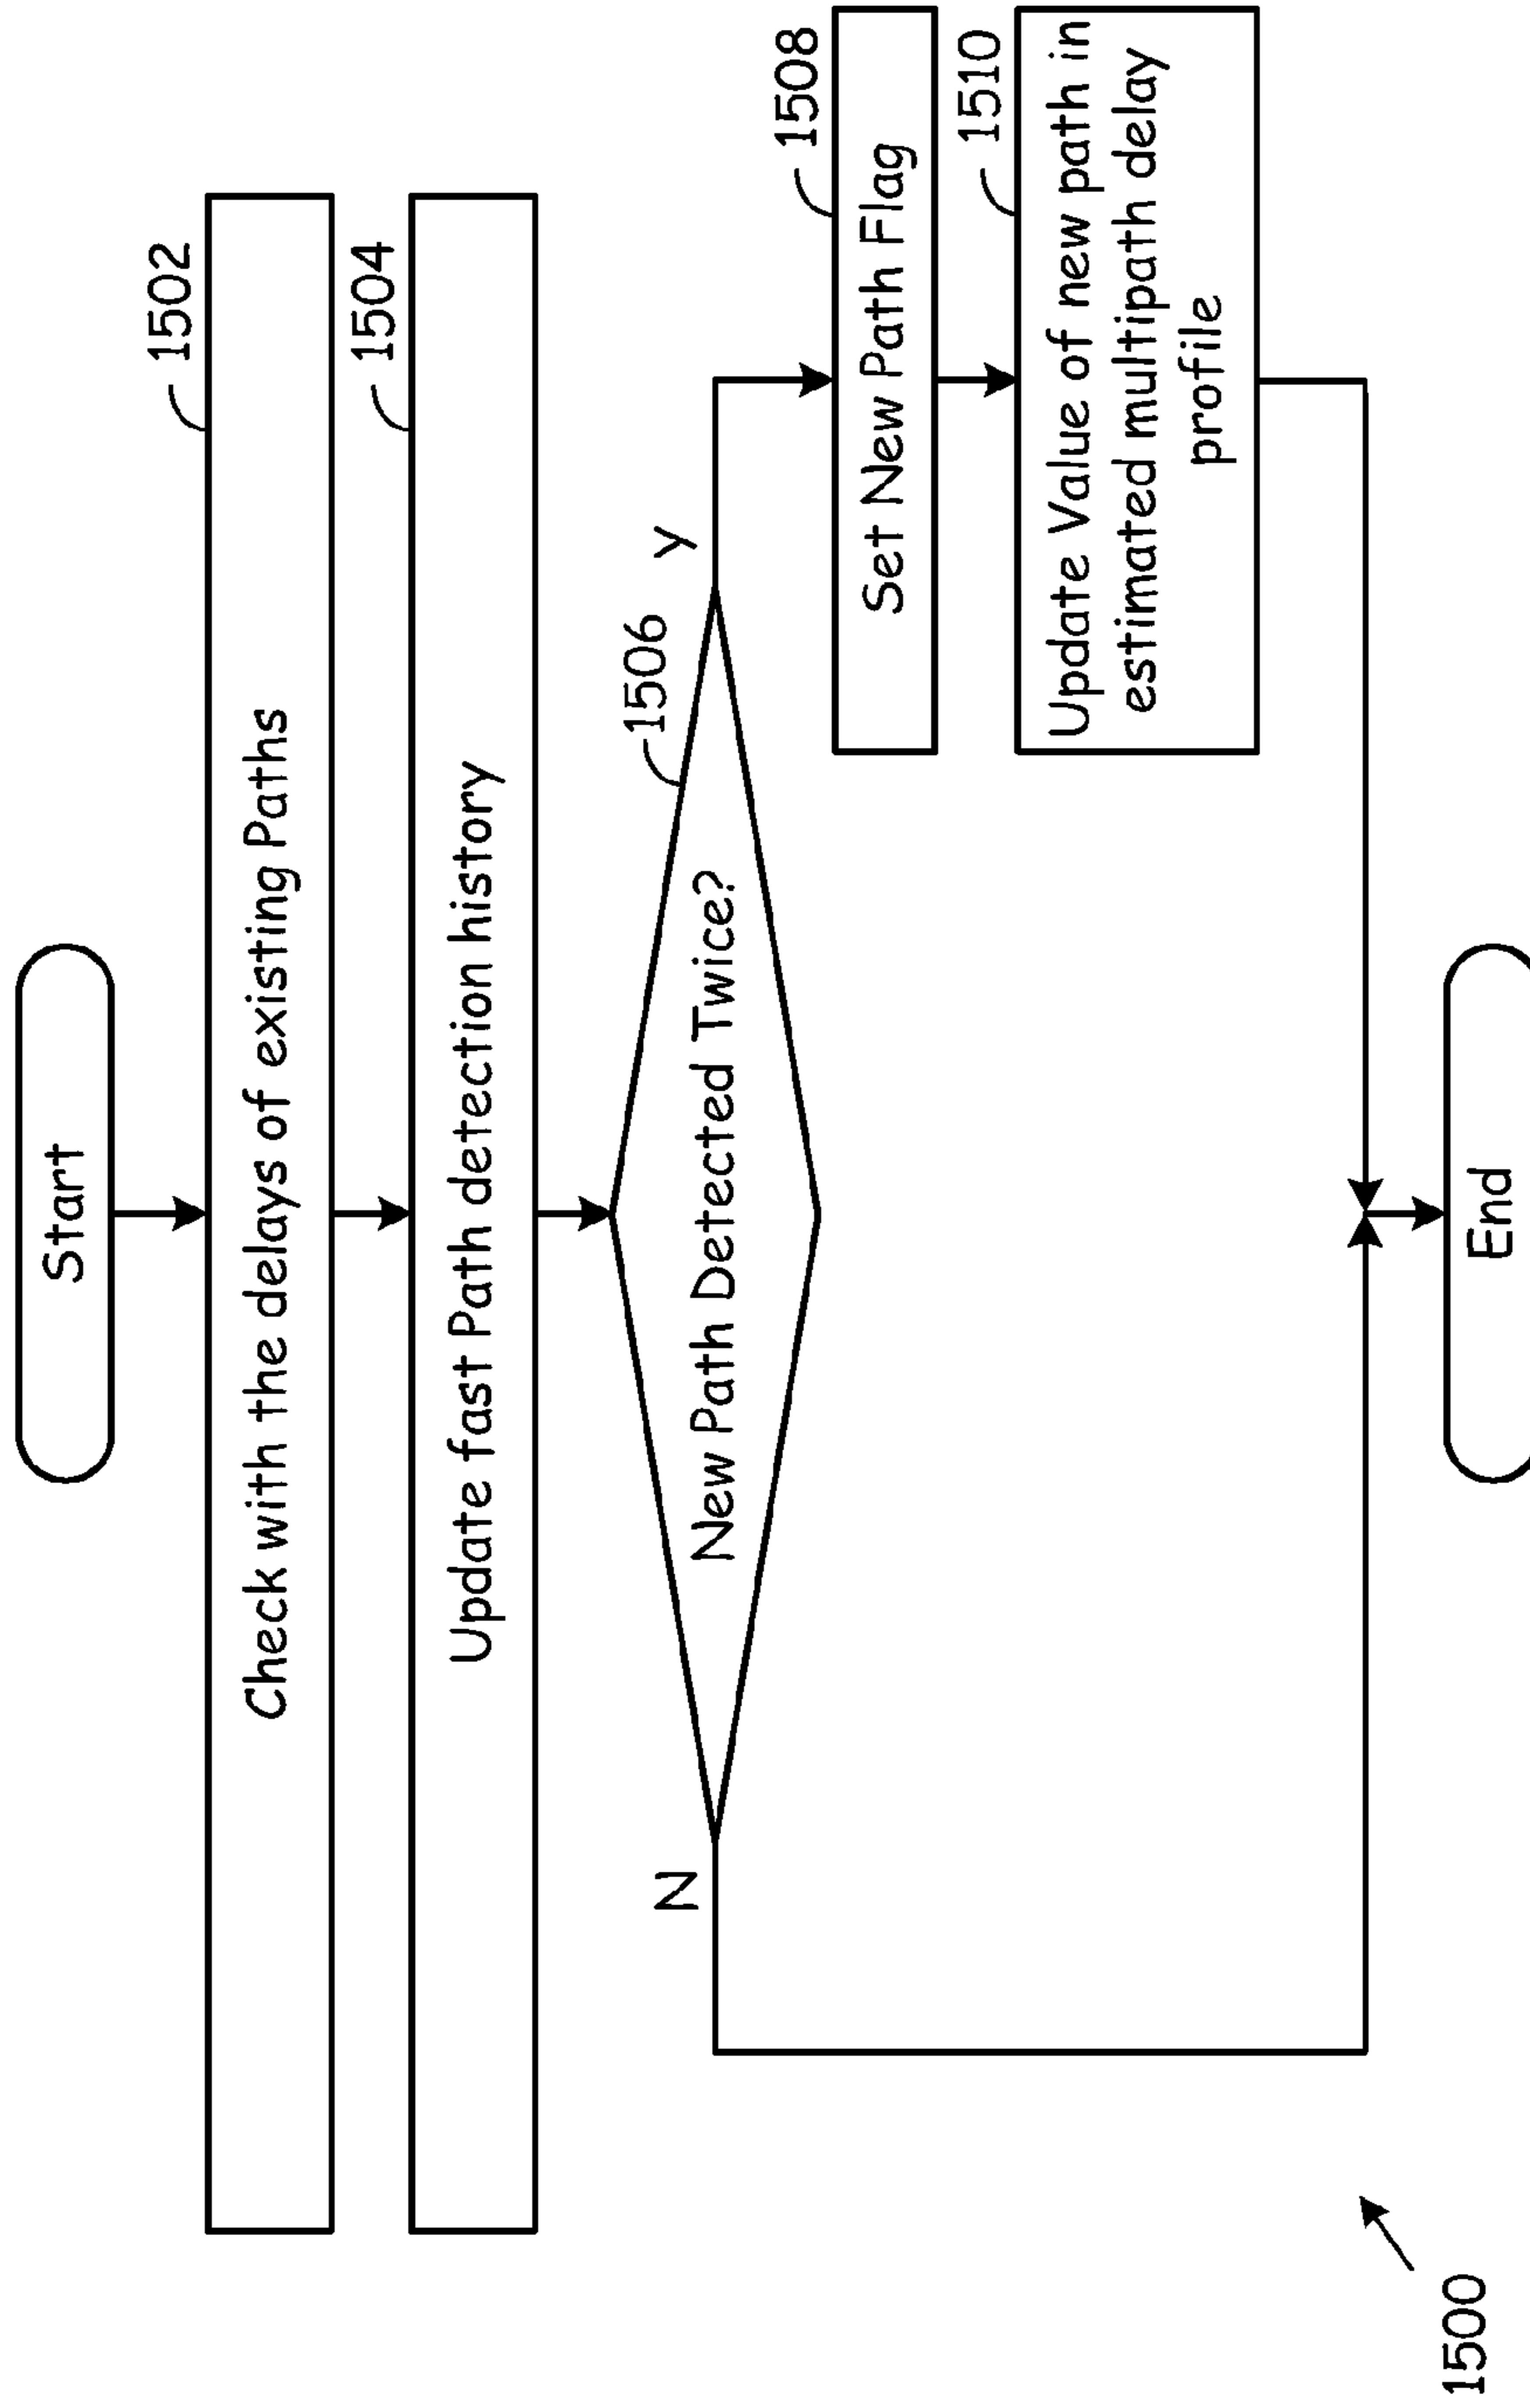 Start
1502
Check with the delays of existing Paths
1504
Update fast Path detection history
1506
N
Y
New Path Detected Twice?
1508
Set New Path Flag
1510
Update Value of new path in
estimated multipath delay
profile
End
1500